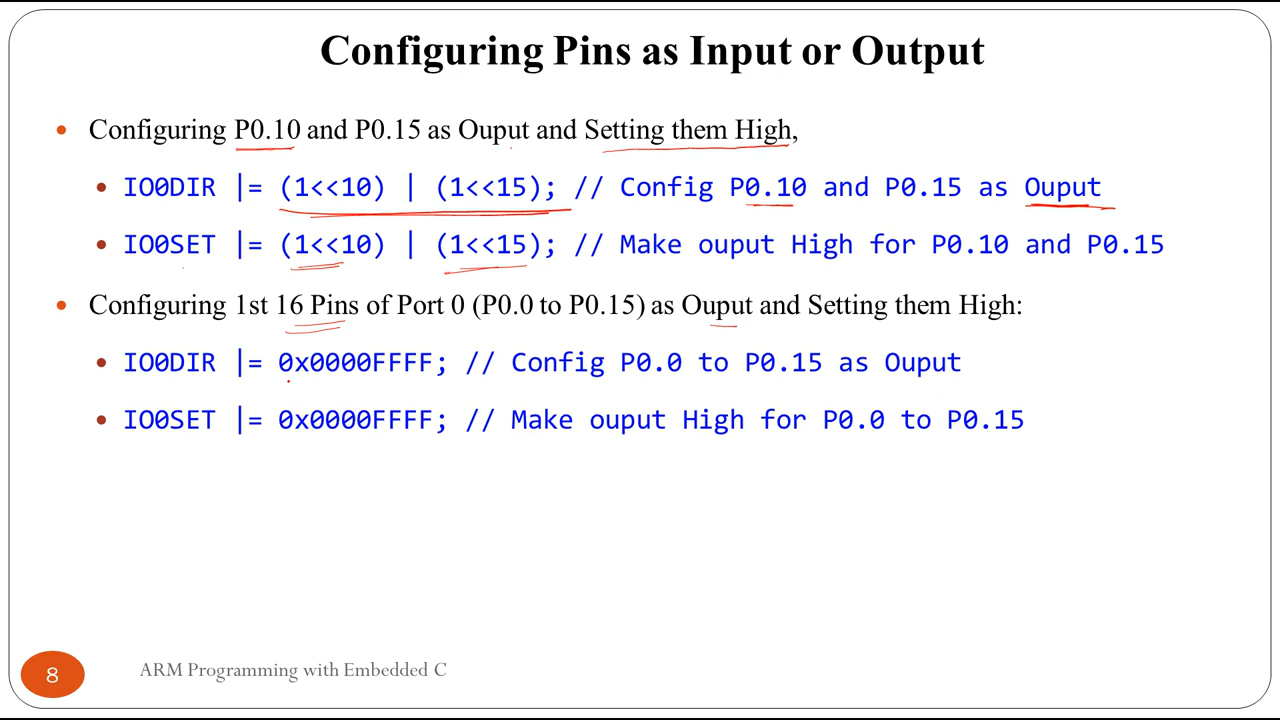 Configuring Pins as Input or Output
• Configuring P0.10 and P0.15 as Ouput and Setting them High,
• IO0DIR |= (1<<10) | (1<<15); // Config P0.10 and P0.15 as Ouput
• IO0SET |= (1<<10) | (1<<15); // Make ouput High for P0.10 and P0.15
• Configuring 1st 16 Pins of Port 0 (P0.0 to P0.15) as Ouput and Setting them High:
• IO0DIR |= 0x0000FFFF; // Config P0.0 to P0.15 as Ouput
• IO0SET |= 0x0000FFFF; // Make ouput High for P0.0 to P0.15
8
ARM Programming with Embedded C